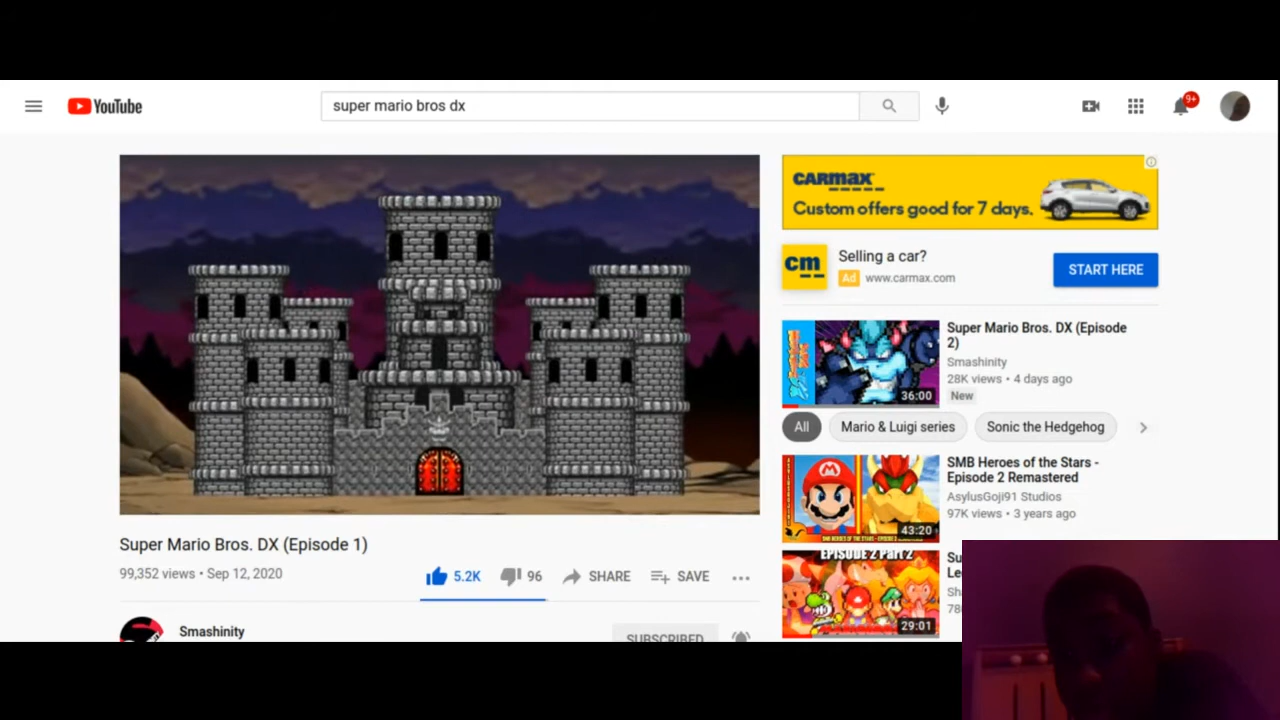 YouTube
super mario bros dx
9+
CARMAX
Custom offers good for 7 days.
cm
Selling a car?
Ad www.carmax.com
START HERE
Super Mario Bros. DX (Episode
2)
Smashinity
28K views • 4 days ago
New
36:00
All
Mario & Luigi series
Sonic the Hedgehog
SMB Heroes of the Stars -
Episode 2 Remastered
AsylusGoji91 Studios
97K views • 3 years ago
43:20
EPISODE 2 Part 2
29:01
Su
Le
Sh
78
Super Mario Bros. DX (Episode 1)
99,352 views • Sep 12, 2020
5.2K
96
SHARE
SAVE
Smashinity
SUBSCRIBED